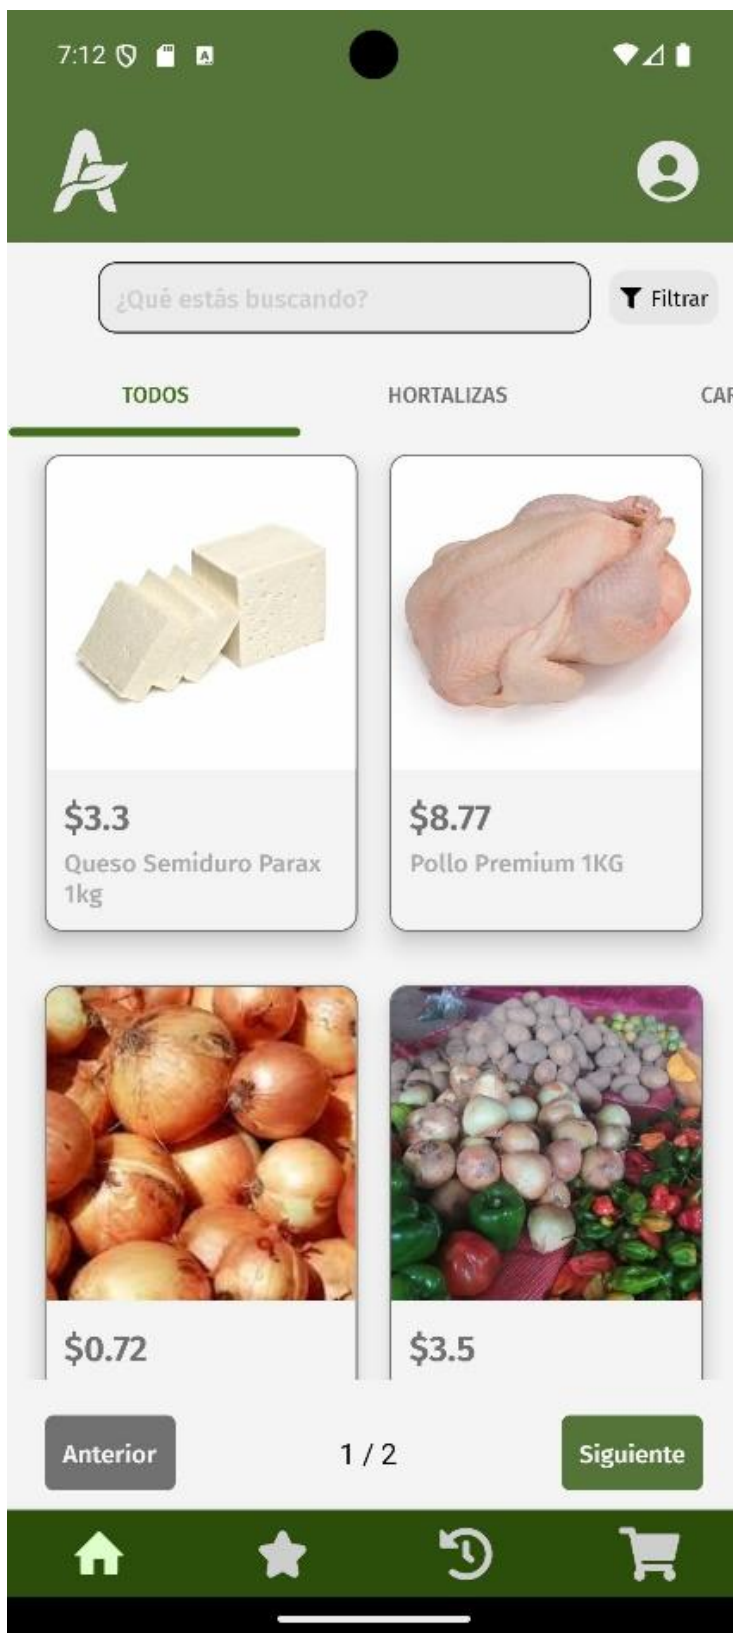 7:12
¿Qué estás buscando?
Filtrar
TODOS
HORTALIZAS
CAR
$3.3
Queso Semiduro Parax
1kg
$8.77
Pollo Premium 1KG
$0.72
$3.5
Anterior
1 / 2
Siguiente